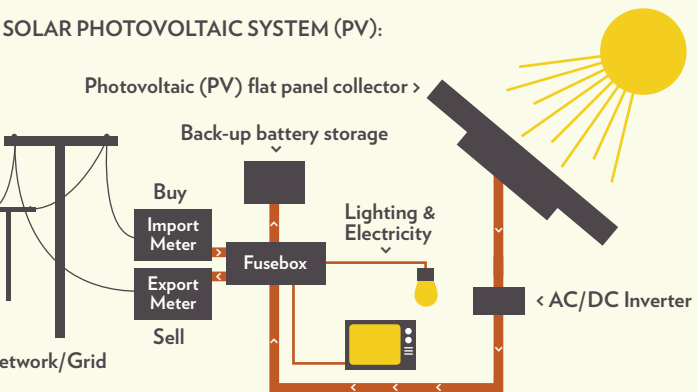 SOLAR PHOTOVOLTAIC SYSTEM (PV):
Photovoltaic (PV) flat panel collector
Back-up battery storage
Buy
Import
Meter
Lighting &
Electricity
Fusebox
Export
Meter
AC/DC Inverter
Sell
etwork/Grid